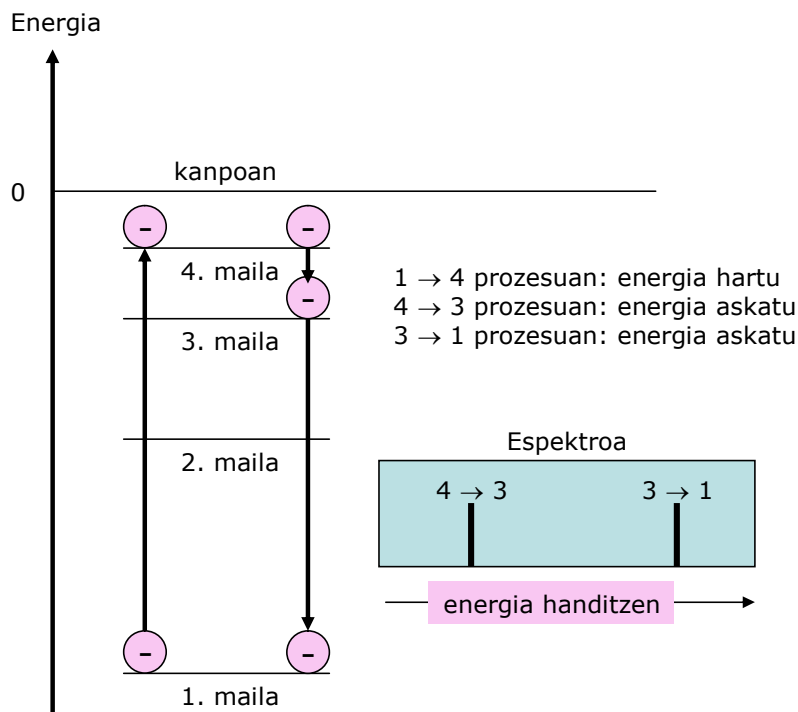 Energia
kanpoan
0
-
-
4. maila
-
3. maila
2. maila
-
-
1. maila
1 → 4 prozesuan: energia hartu
4 → 3 prozesuan: energia askatu
3 → 1 prozesuan: energia askatu
Espektroa
4 → 3
3 → 1
energia handitzen